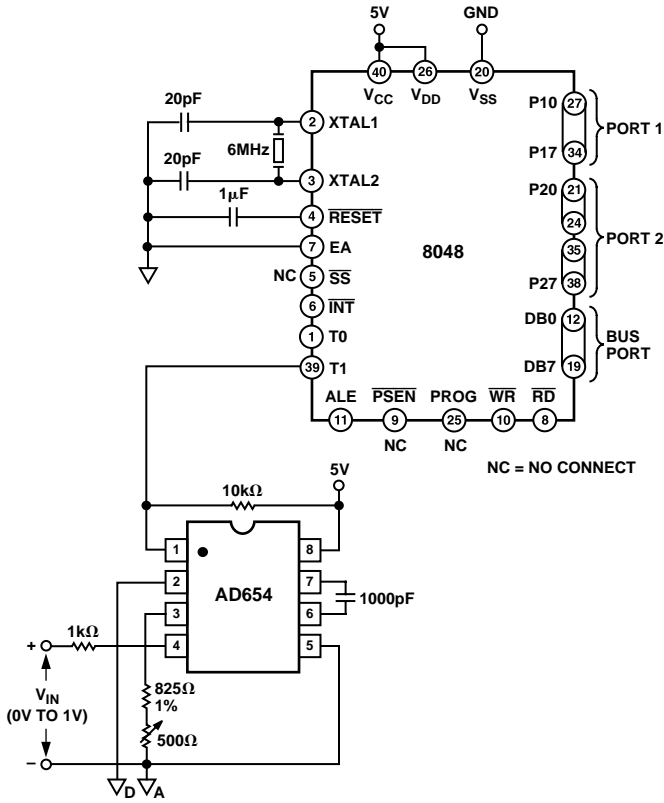 5V
GND
40
26
20
VCC
VDD
VSS
20pF
2
XTAL1
6MHz
20pF
3
XTAL2
1µF
4
RESET
7
EA
NC
5
SS
6
INT
1
T0
39
T1
8048
P10
27
PORT 1
P17
34
P20
21
24
PORT 2
35
P27
38
DB0
12
BUS
PORT
DB7
19
ALE
PSEN
PROG
WR
RD
11
9
25
10
8
NC
NC
NC = NO CONNECT
5V
10kΩ
1
8
2
7
AD654
1000pF
3
6
1kΩ
4
5
+
VIN
(0V TO 1V)
–
825Ω
1%
500Ω
D
A